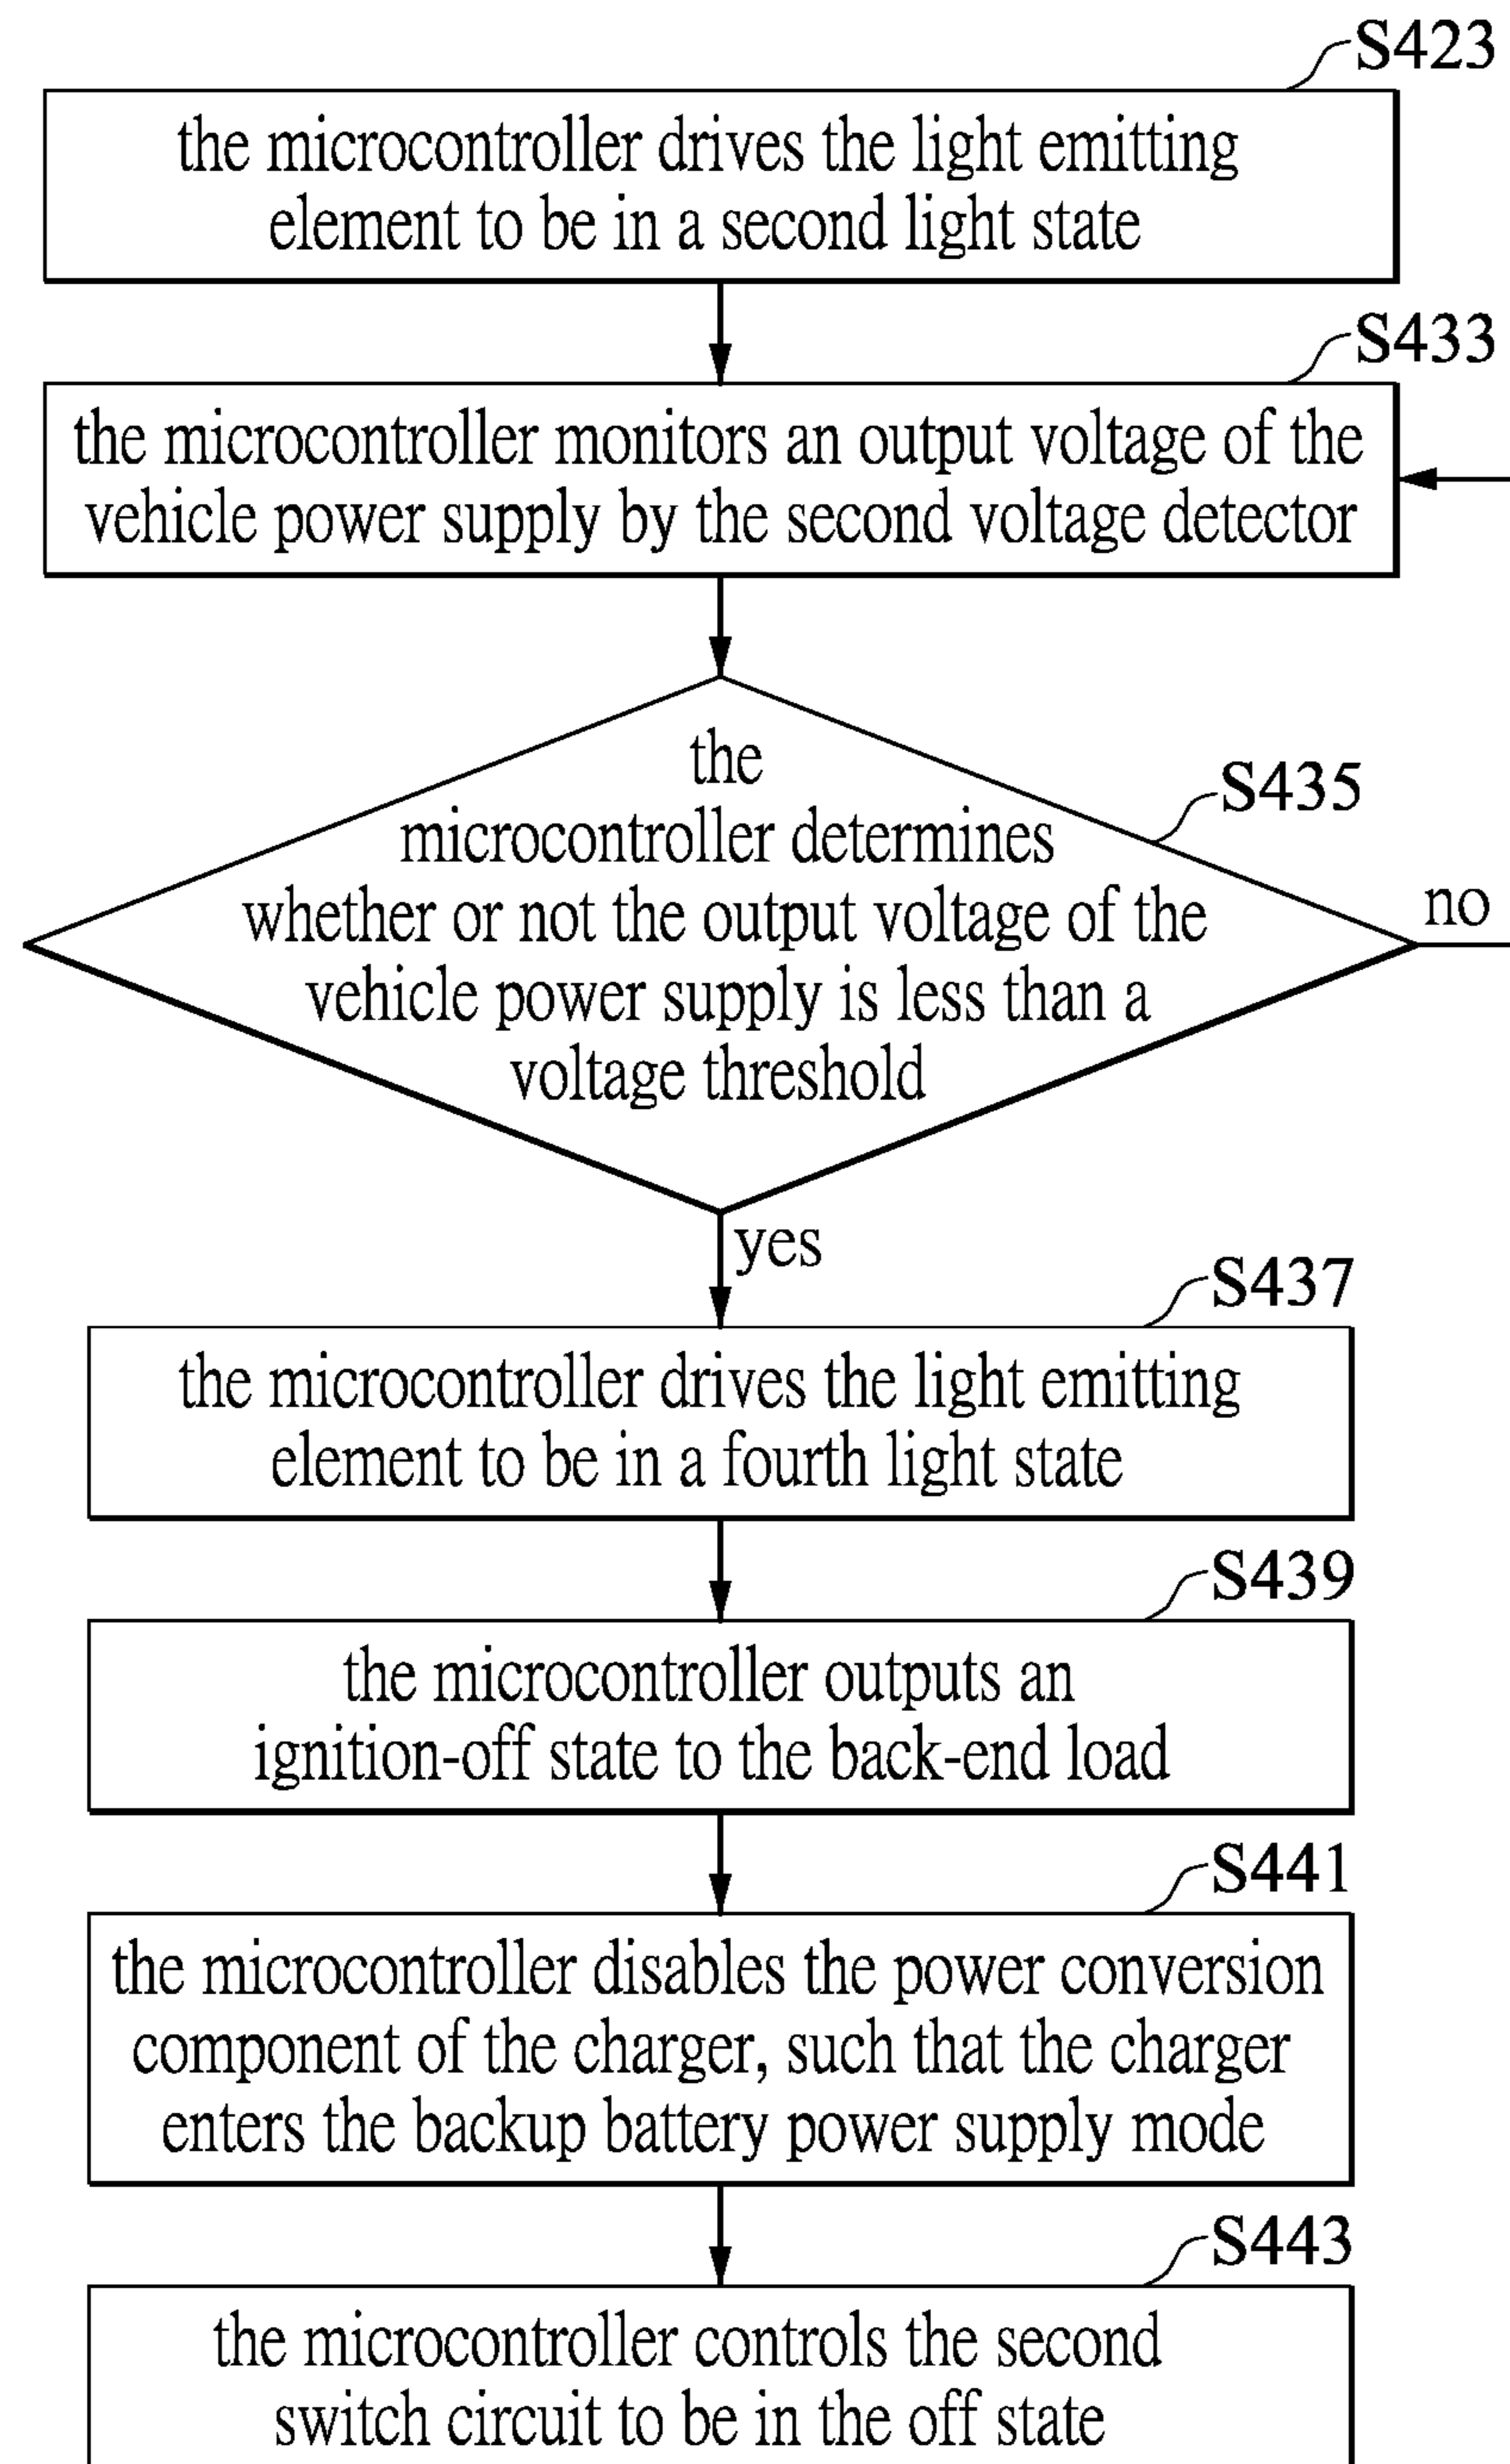 S423
the microcontroller drives the light emitting
element to be in a second light state
S433
the microcontroller monitors an output voltage of the
vehicle power supply by the second voltage detector
the
S435
microcontroller determines
whether or not the output voltage of the
no
vehicle power supply is less than a
voltage threshold
yes
S437
the microcontroller drives the light emitting
element to be in a fourth light state
S439
the microcontroller outputs an
ignition-off state to the back-end load
S441
the microcontroller disables the power conversion
component of the charger, such that the charger
enters the backup battery power supply mode
S443
the microcontroller controls the second
switch circuit to be in the off state